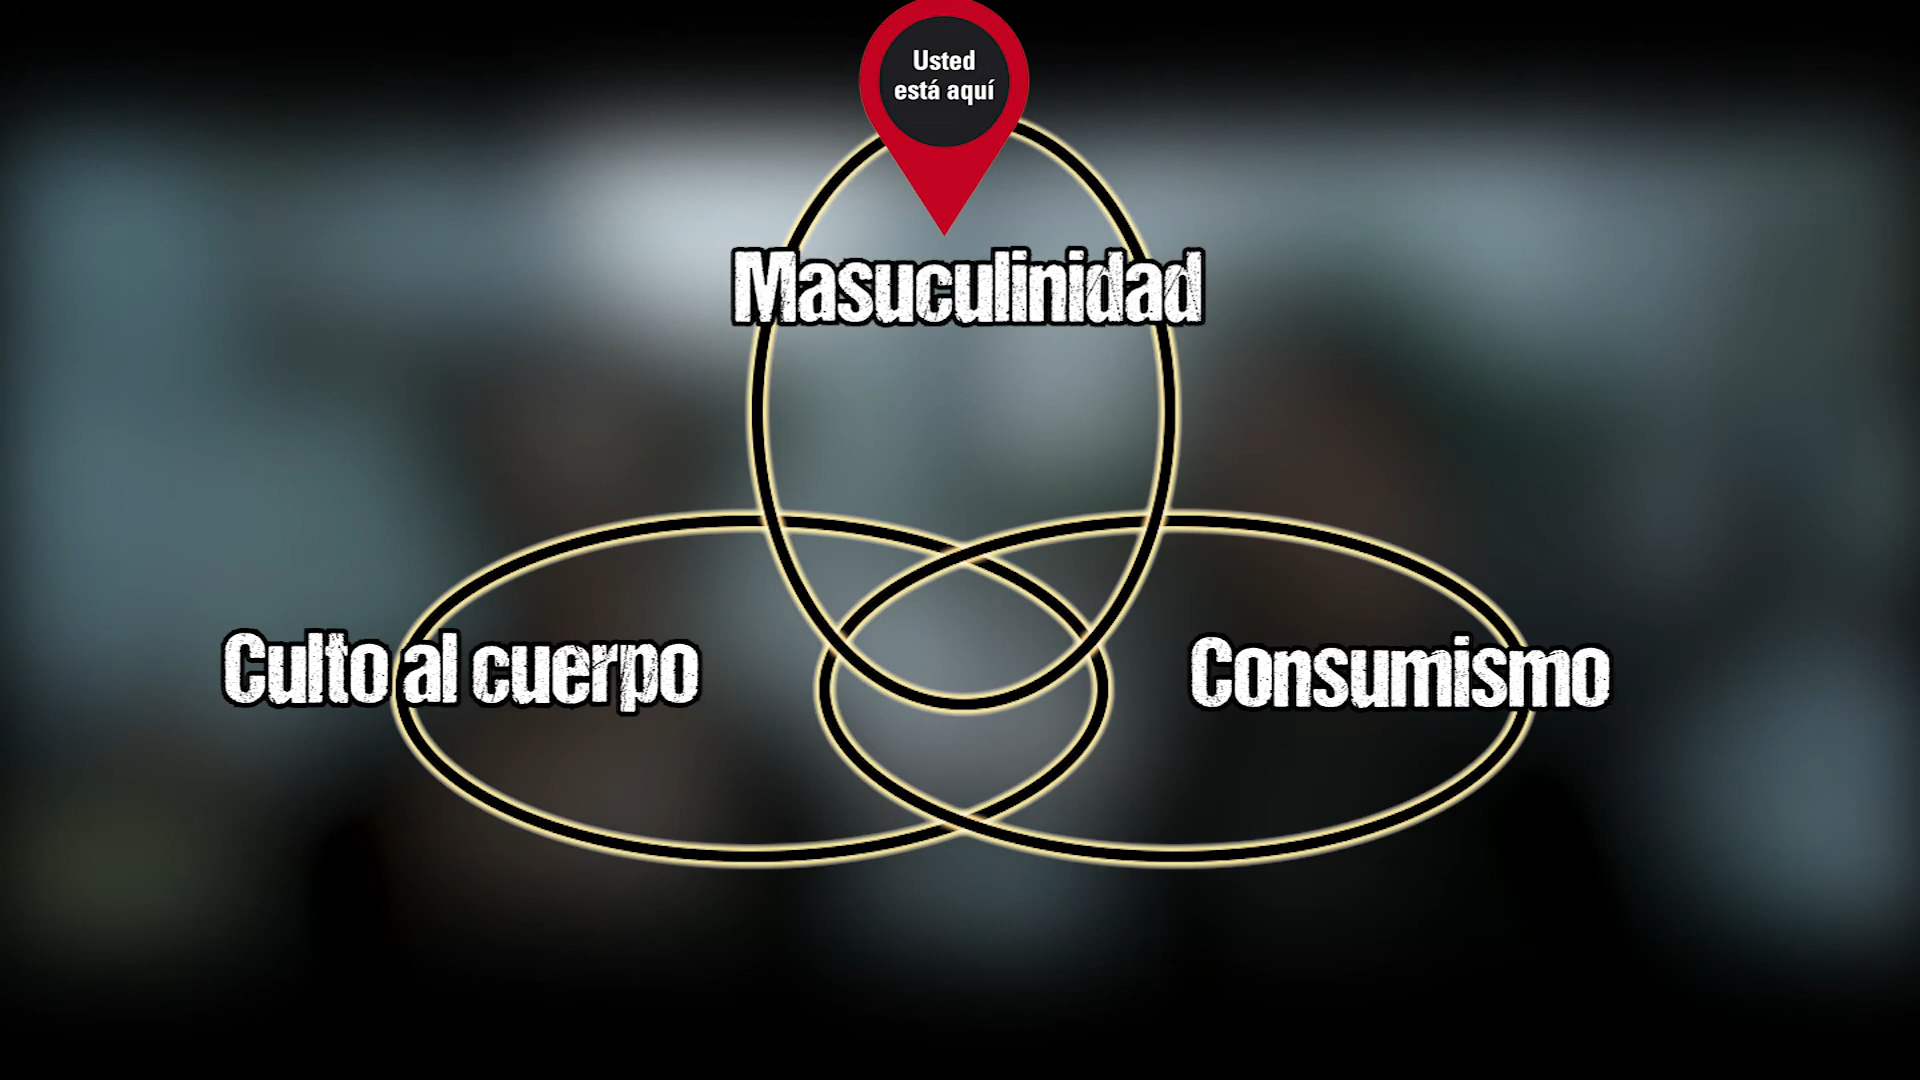 Usted
está aquí
Masuculinidad
Culto al cuerpo
Consumismo